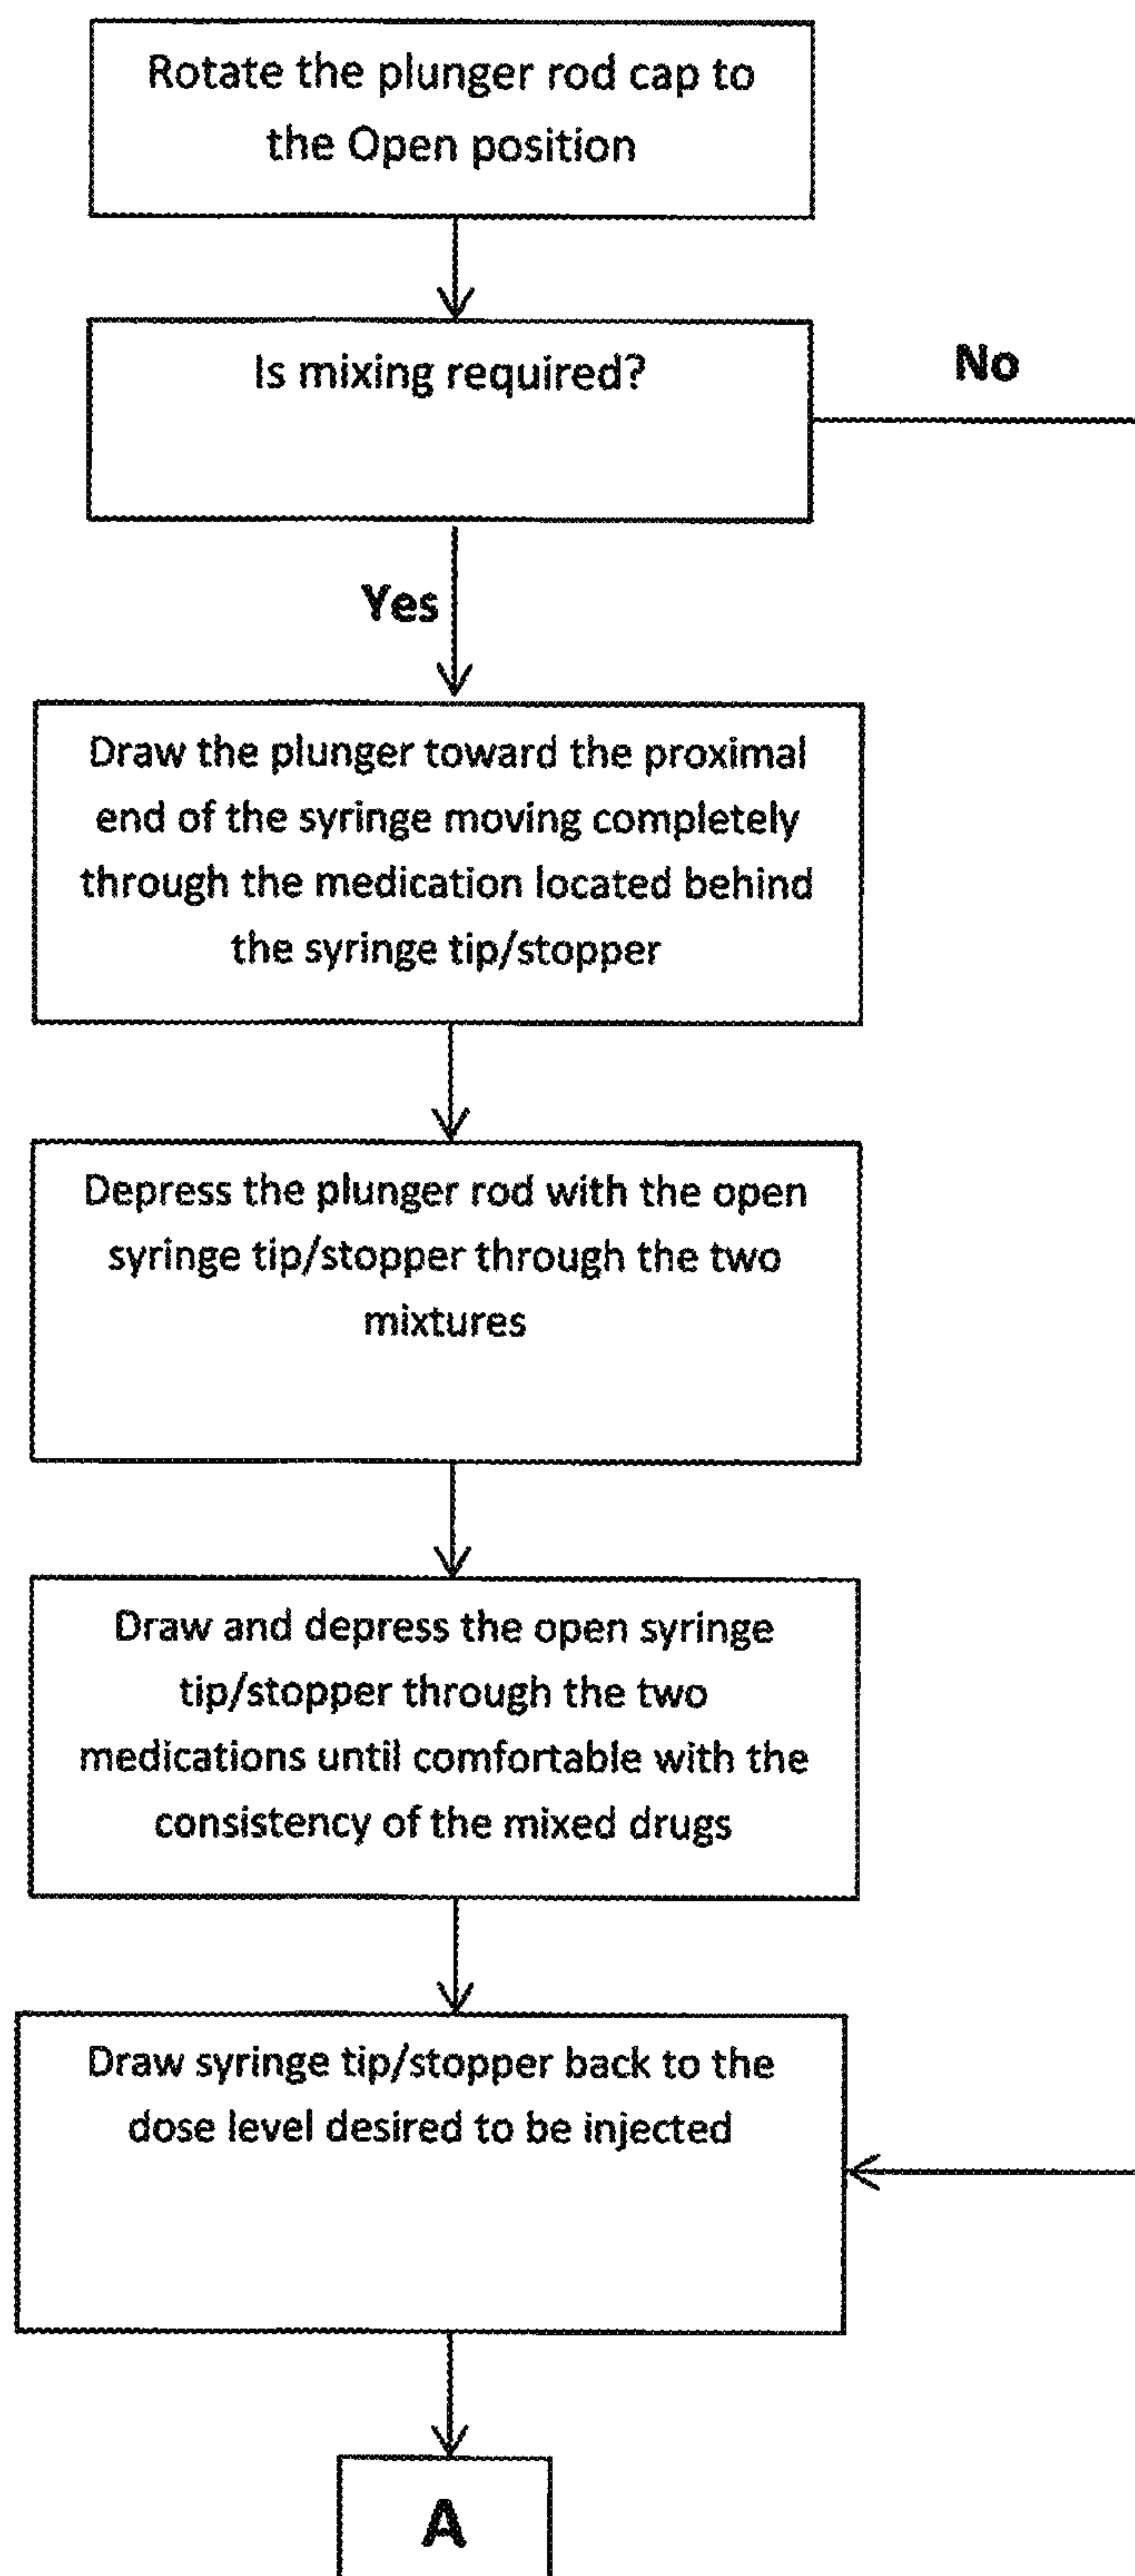 Rotate the plunger rod cap to
the Open position
Is mixing required?
No
Yes
Draw the plunger toward the proximal
end of the syringe moving completely
through the medication located behind
the syringe tip/stopper
Depress the plunger rod with the open
syringe tip/stopper through the two
mixtures
Draw and depress the open syringe
tip/stopper through the two
medications until comfortable with the
consistency of the mixed drugs
Draw syringe tip/stopper back to the
dose level desired to be injected
A